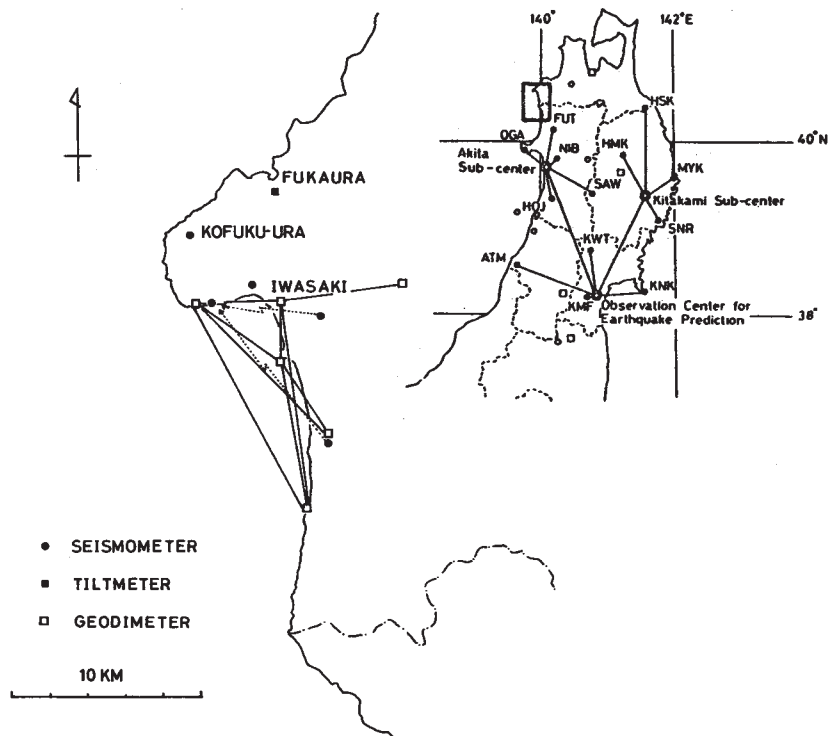 140°
142°E
HSK
FUT
OGA
40°N
NIB
HMK
Akita
Sub-center
MYK
SAW
Kitakami Sub-center
HOJ
SNR
KWT
ATM
KNK
KMF
Observation Center for
Earthquake Prediction
38°
FUKAURA
KOFUKU-URA
IWASAKI
SEISMOMETER
TILTMETER
GEODIMETER
10 KM